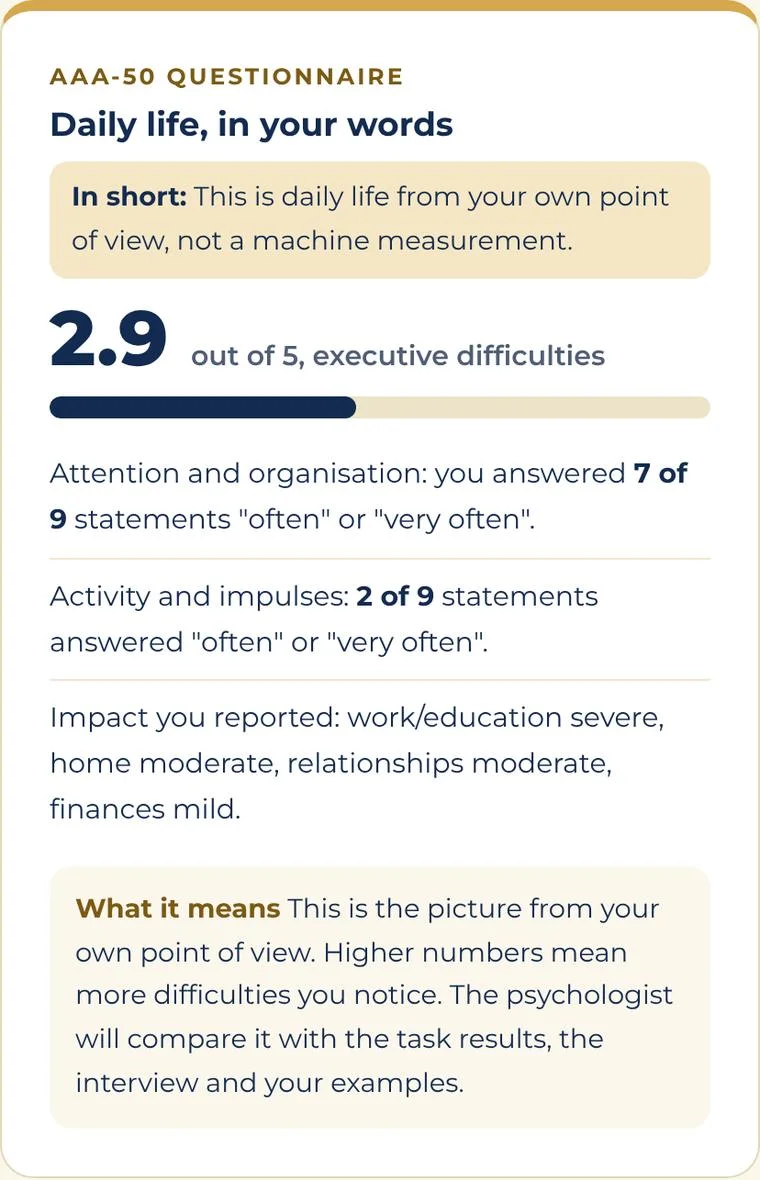 AAA-50 QUESTIONNAIRE
Daily life, in your words
In short: This is daily life from your own point
of view, not a machine measurement.
2.9 out of 5, executive difficulties
Attention and organisation: you answered 7 of
9 statements "often" or "very often".
Activity and impulses: 2 of 9 statements
answered "often" or "very often".
Impact you reported: work/education severe,
home moderate, relationships moderate,
finances mild.
What it means This is the picture from your
own point of view. Higher numbers mean
more difficulties you notice. The psychologist
will compare it with the task results, the
interview and your examples.